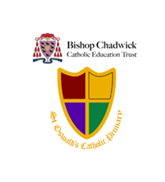 Bishop Chadwick
Catholic Education Trust
St Oswald's Catholic Primary